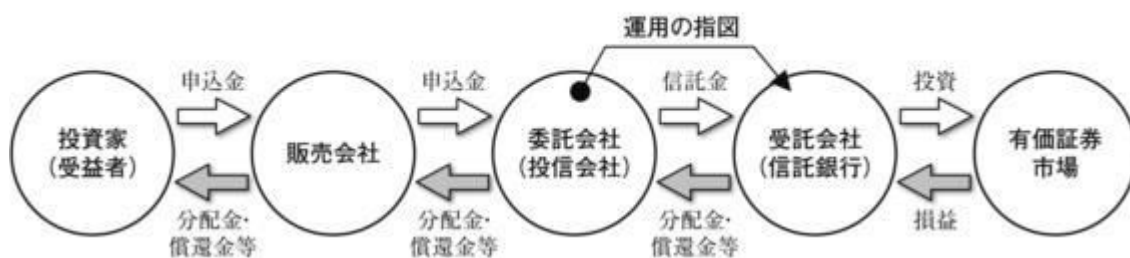 運用の指図
申込金
申込金
信託金
投資
投資家
(受益者)
販売会社
委託会社
(投信会社)
受託会社
(信託銀行)
有価証券
市場
分配金・
償還金等
分配金・
償還金等
分配金・
償還金等
損益